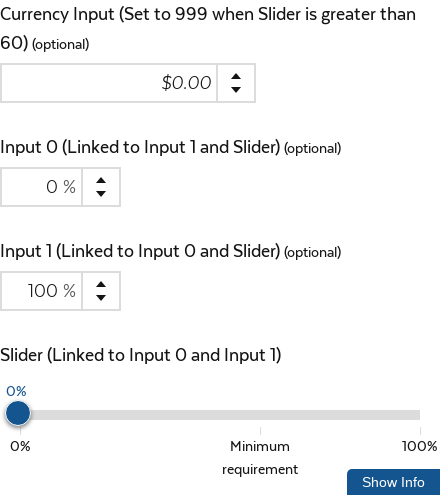 Currency Input (Set to 999 when Slider is greater than
60) (optional)
$0.00
Input 0 (Linked to Input 1 and Slider) (optional)
0 %
Input 1 (Linked to Input 0 and Slider) (optional)
100 %
Slider (Linked to Input 0 and Input 1)
0%
0% Minimum 100%
requirement
Show Info